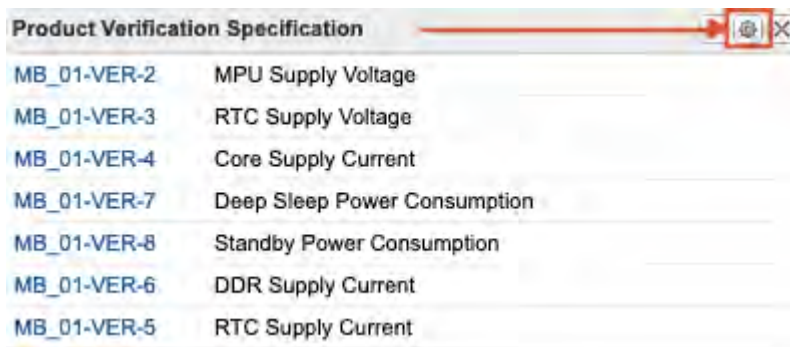 Product Verification Specification
MB_01-VER-2 MPU Supply Voltage
MB_01-VER-3 RTC Supply Voltage
MB_01-VER-4 Core Supply Current
MB_01-VER-7 Deep Sleep Power Consumption
MB_01-VER-8 Standby Power Consumption
MB_01-VER-6 DDR Supply Current
MB_01-VER-5 RTC Supply Current